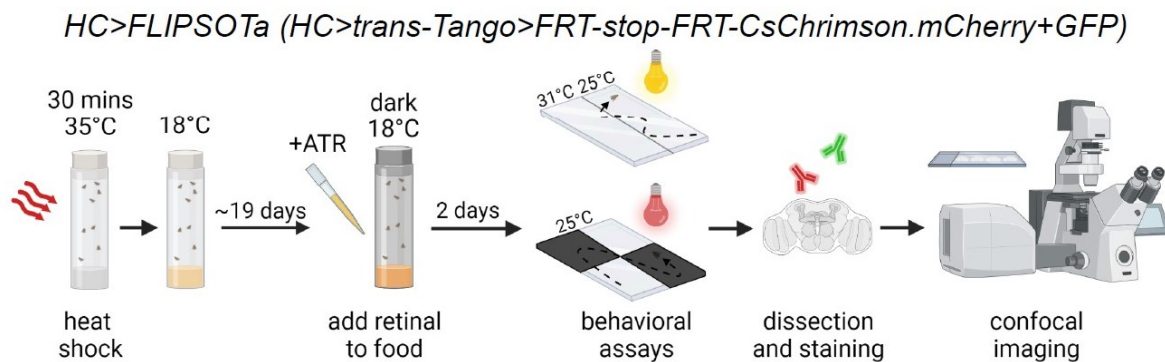 HC>FLIPSOTa (HC>trans-Tango>FRT-stop-FRT-CsChrimson.mCherry+GFP)
30 mins
35°C
18°C
~19 days
+ATR
dark
18°C
2 days
31°C 25°C
25°C
heat
shock
add retinal
to food
behavioral
assays
dissection
and staining
confocal
imaging